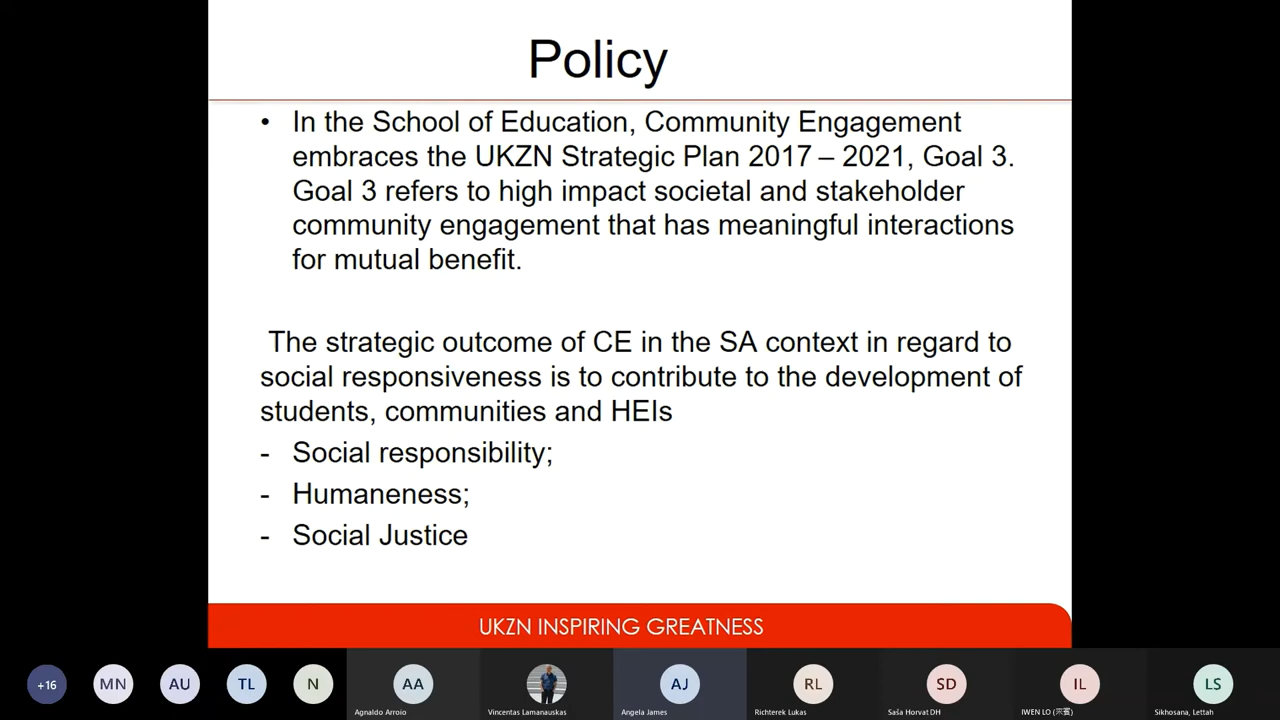 Policy
• In the School of Education, Community Engagement
embraces the UKZN Strategic Plan 2017 – 2021, Goal 3.
Goal 3 refers to high impact societal and stakeholder
community engagement that has meaningful interactions
for mutual benefit.
The strategic outcome of CE in the SA context in regard to
social responsiveness is to contribute to the development of
students, communities and HEIs
- Social responsibility;
- Humaneness;
- Social Justice
UKZN INSPIRING GREATNESS
+16 MN AU TL N AA AJ RL SD IL LS
Agnaldo Arroio Vincentas Lamanauskas Angela James Richterek Lukas Saša Horvat DH IWEN LO (宗賓) Sikhosana, Lettah